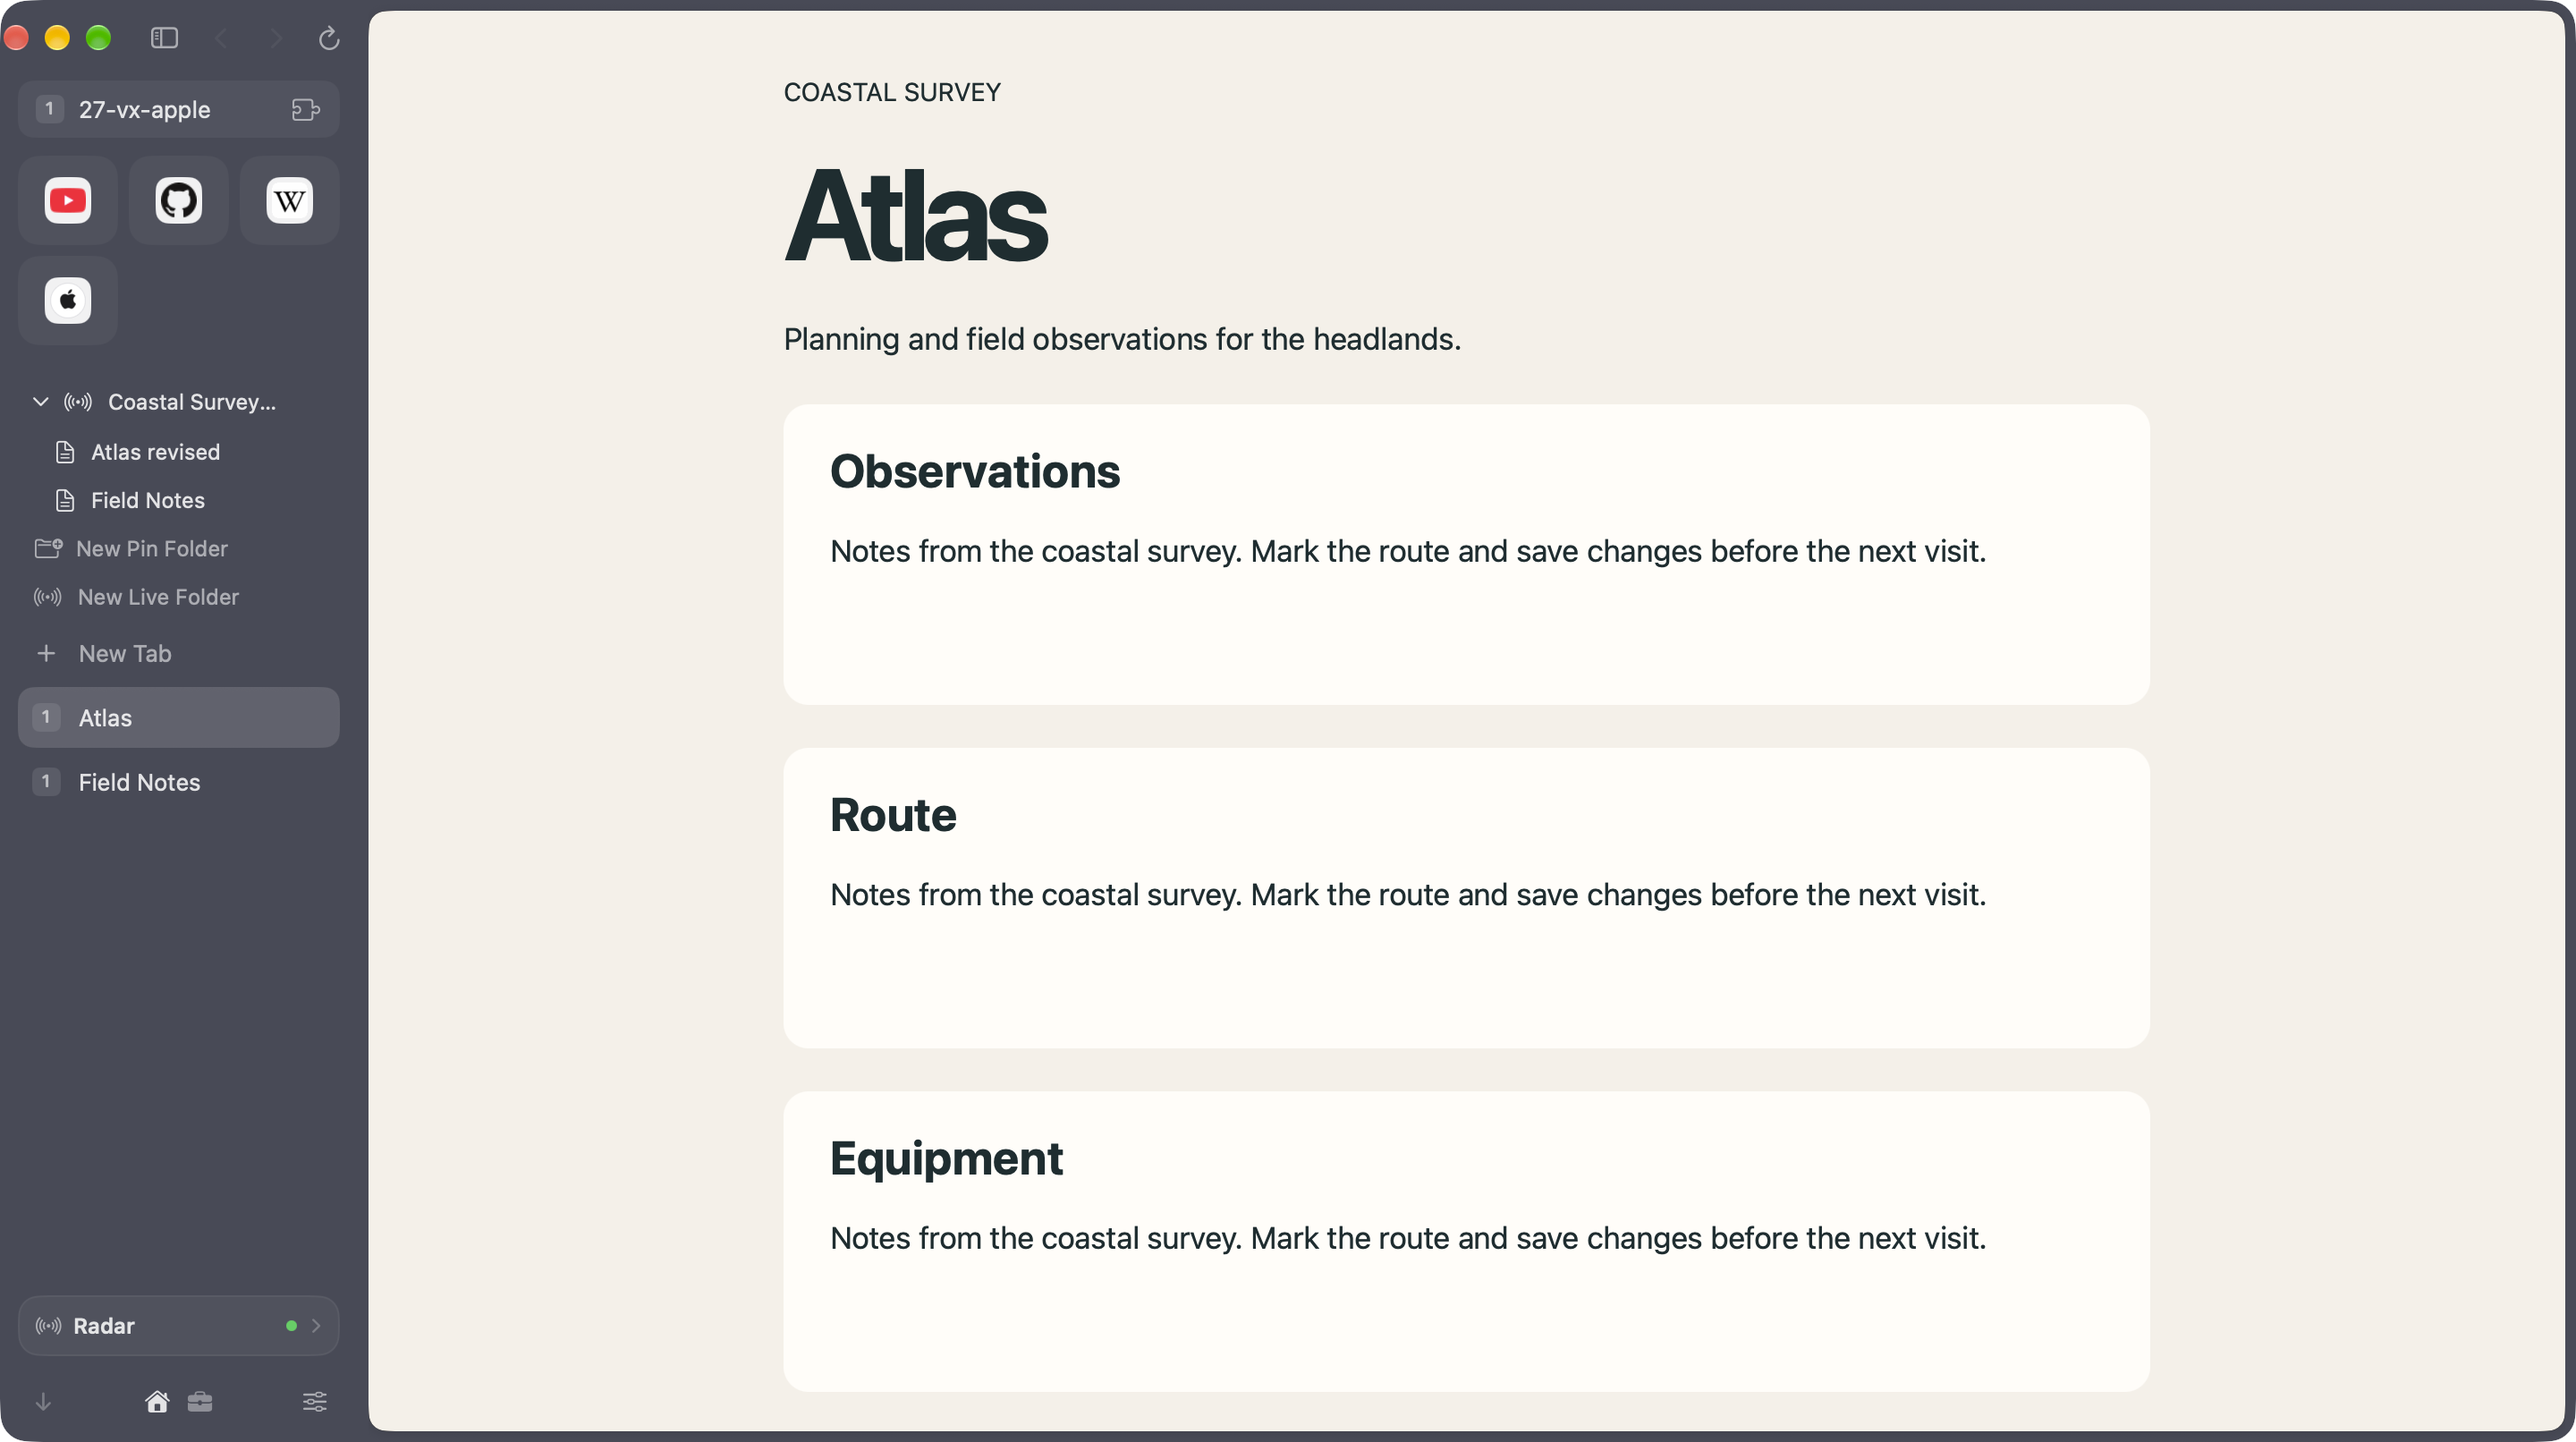 1 27-vx-apple
W
Coastal Survey...
Atlas revised
Field Notes
New Pin Folder
New Live Folder
New Tab
1 Atlas
1 Field Notes
Radar
COASTAL SURVEY
Atlas
Planning and field observations for the headlands.
Observations
Notes from the coastal survey. Mark the route and save changes before the next visit.
Route
Notes from the coastal survey. Mark the route and save changes before the next visit.
Equipment
Notes from the coastal survey. Mark the route and save changes before the next visit.